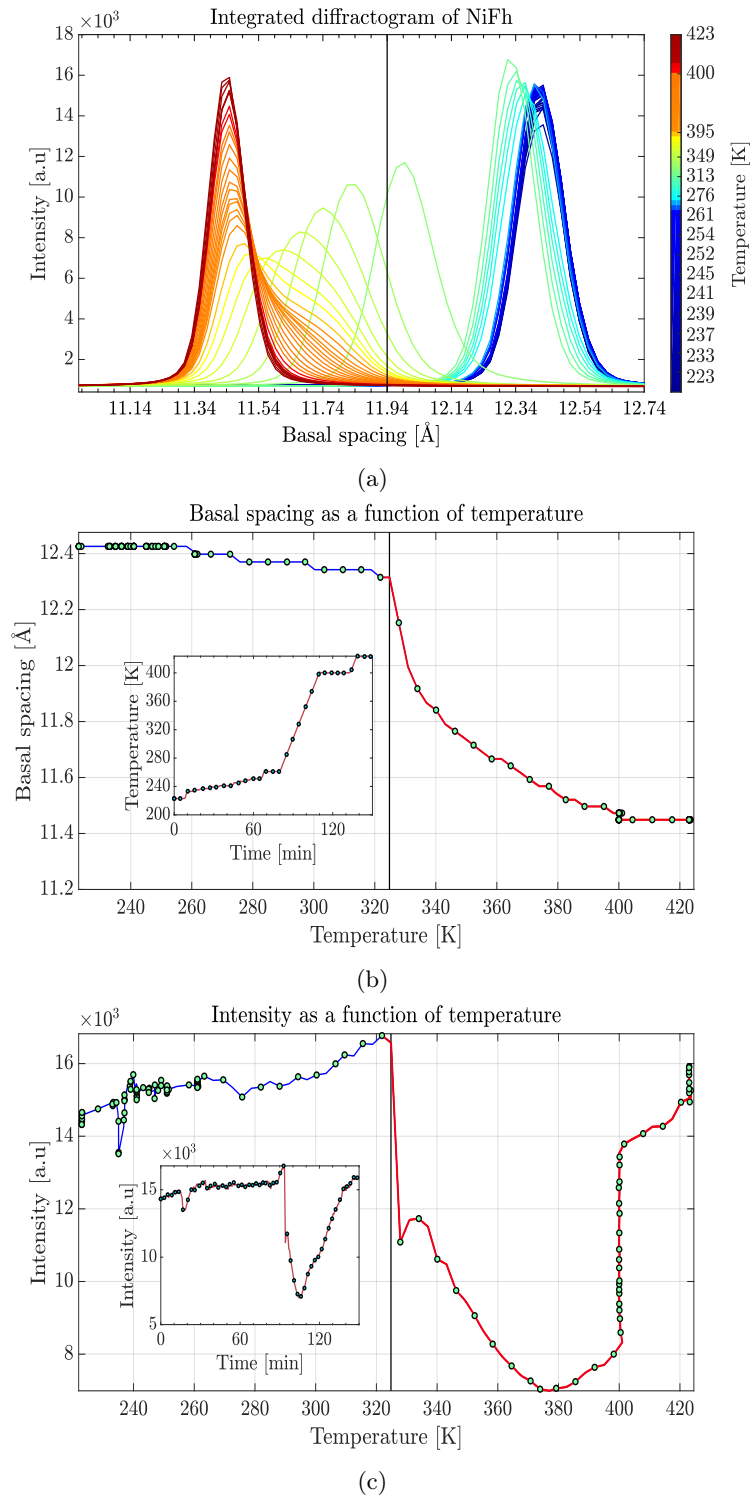 Integrated diffractogram of NiFh
×10³
18
16
14
12
10
8
6
4
2
Intensity [a.u]
11.14 11.34 11.54 11.74 11.94 12.14 12.34 12.54 12.74
Basal spacing [Å]
423
400
395
349
313
276
261
254
252
245
241
239
237
233
223
Temperature [K]
(a)
Basal spacing as a function of temperature
12.4
12.2
12
11.8
11.6
11.4
11.2
Basal spacing [Å]
400
360
320
280
240
200
Temperature [K]
0 60 120
Time [min]
240 260 280 300 320 340 360 380 400 420
Temperature [K]
(b)
Intensity as a function of temperature
×10³
16
14
12
10
8
Intensity [a.u]
×10³
15
10
5
Intensity [a.u]
0 60 120
Time [min]
240 260 280 300 320 340 360 380 400 420
Temperature [K]
(c)